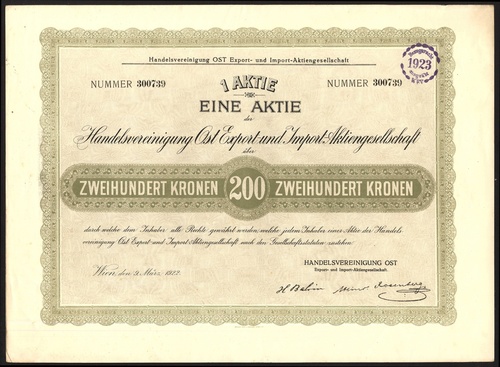 Handelsvereinigung OST Export- und Import-Aktiengesellschaft
1923
NUMMER 300739
NUMMER 300739
1 AKTIE
EINE AKTIE
der
Handelsvereinigung Ost Export und Import-Aktiengesellschaft
über
ZWEIHUNDERT KRONEN 200 ZWEIHUNDERT KRONEN
durch welche dem Inhaber alle Rechte gewährt werden, welche jedem Inhaber einer Aktie der Handels
vereinigung Ost Export und Import-Aktiengesellschaft nach den Gesellschaftsstatuten zustehen.
HANDELSVEREINIGUNG OST
Export- und Import-Aktiengesellschaft.
Wien, den 3. März 1922.